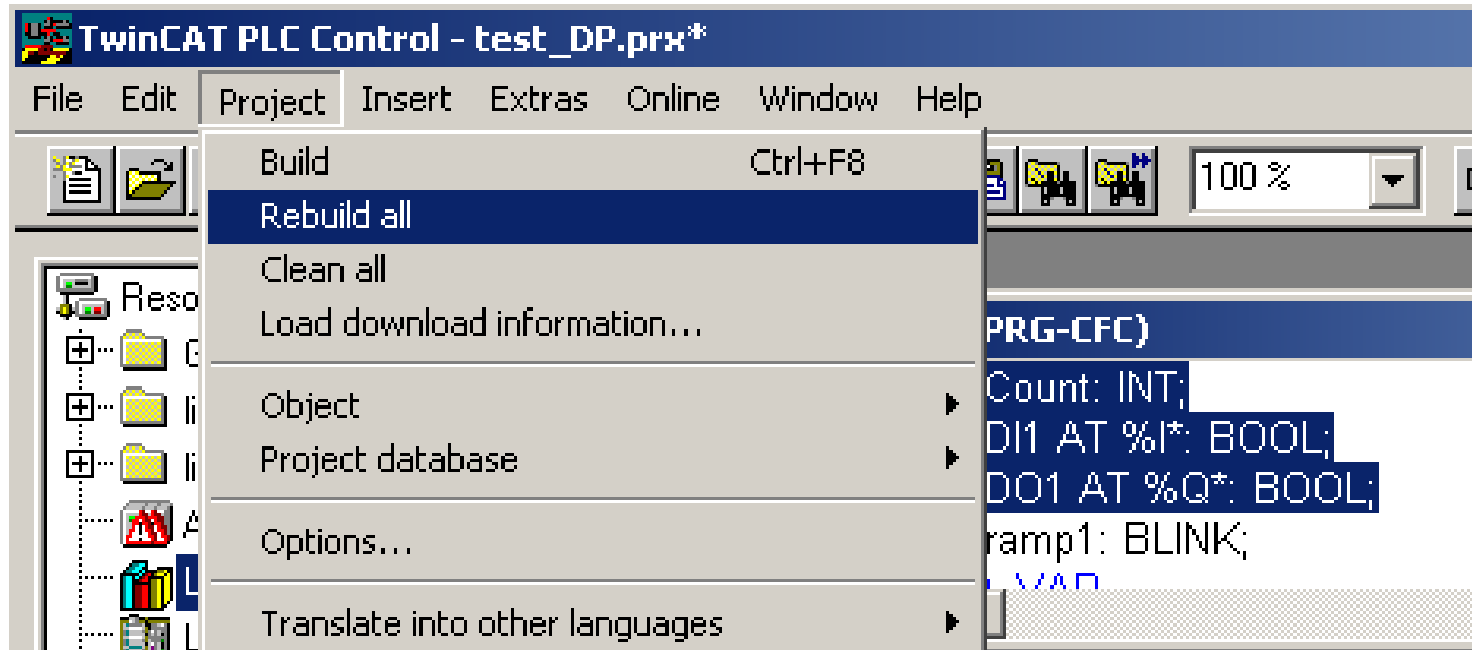 TwinCAT PLC Control - test_DP.prx*
File Edit Project Insert Extras Online Window Help
Build Ctrl+F8
100 %
Rebuild all
Clean all
Load download information...
PRG-CFC)
Object
Count: INT;
DI1 AT %I*: BOOL;
Project database
DO1 AT %Q*: BOOL;
Options...
ramp1: BLINK;
Translate into other languages